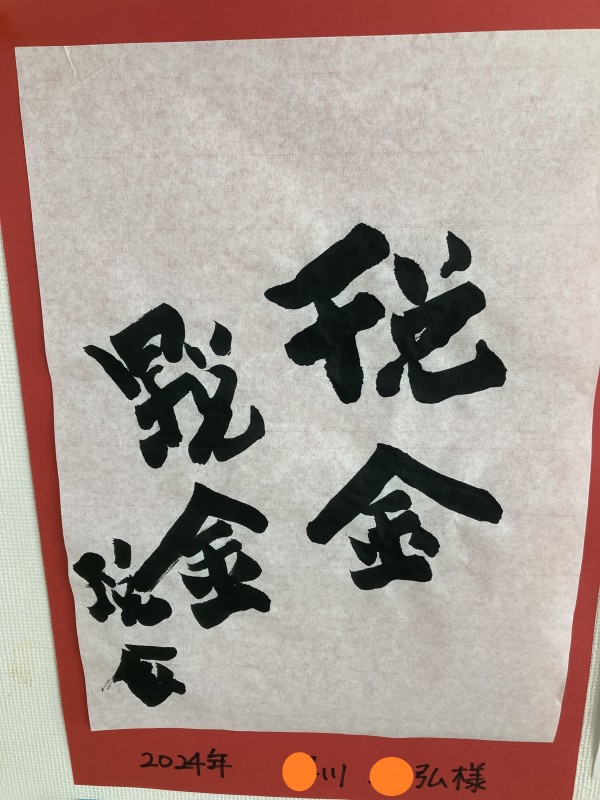 税金
金
2024年 川 弘様